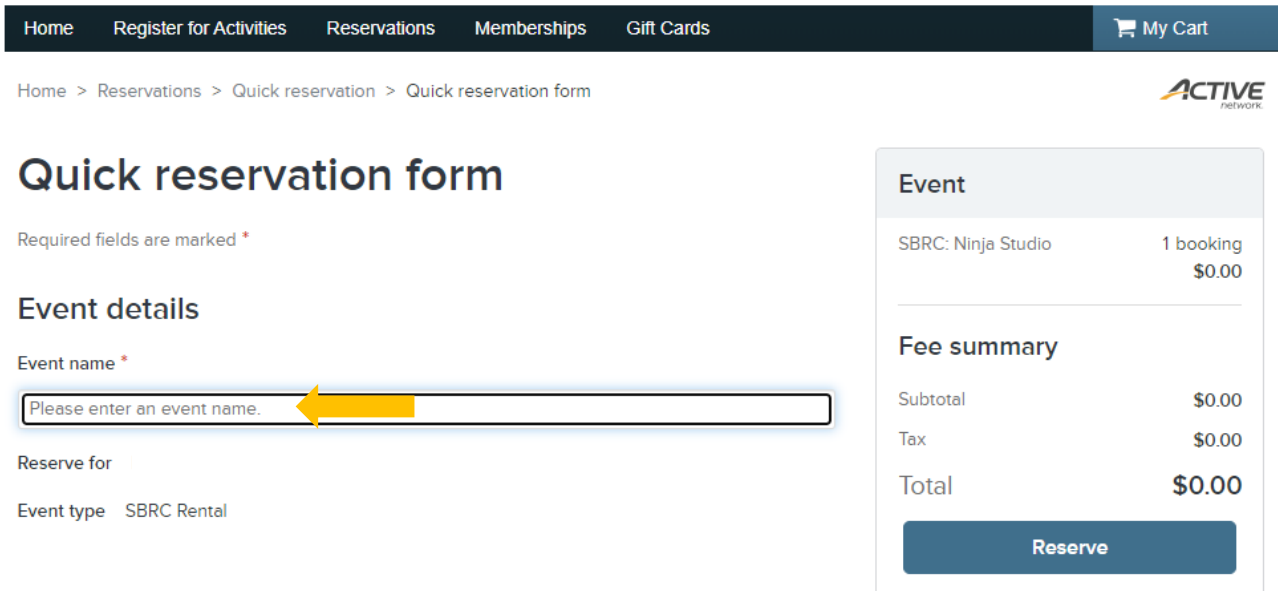 Home Register for Activities Reservations Memberships Gift Cards My Cart
Home > Reservations > Quick reservation > Quick reservation form
ACTIVE
network
Quick reservation form
Required fields are marked *
Event details
Event name *
Please enter an event name.
Reserve for
Event type SBRC Rental
Event
SBRC: Ninja Studio 1 booking
$0.00
Fee summary
Subtotal $0.00
Tax $0.00
Total $0.00
Reserve